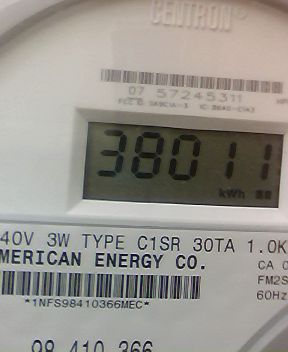 CENTRON®
07 57245311
38011
kWh
40V 3W TYPE C1SR 30TA 1.0K
MERICAN ENERGY CO.
CA 0
FM2S
60Hz
*1NFS98410366MEC*
98 410 366